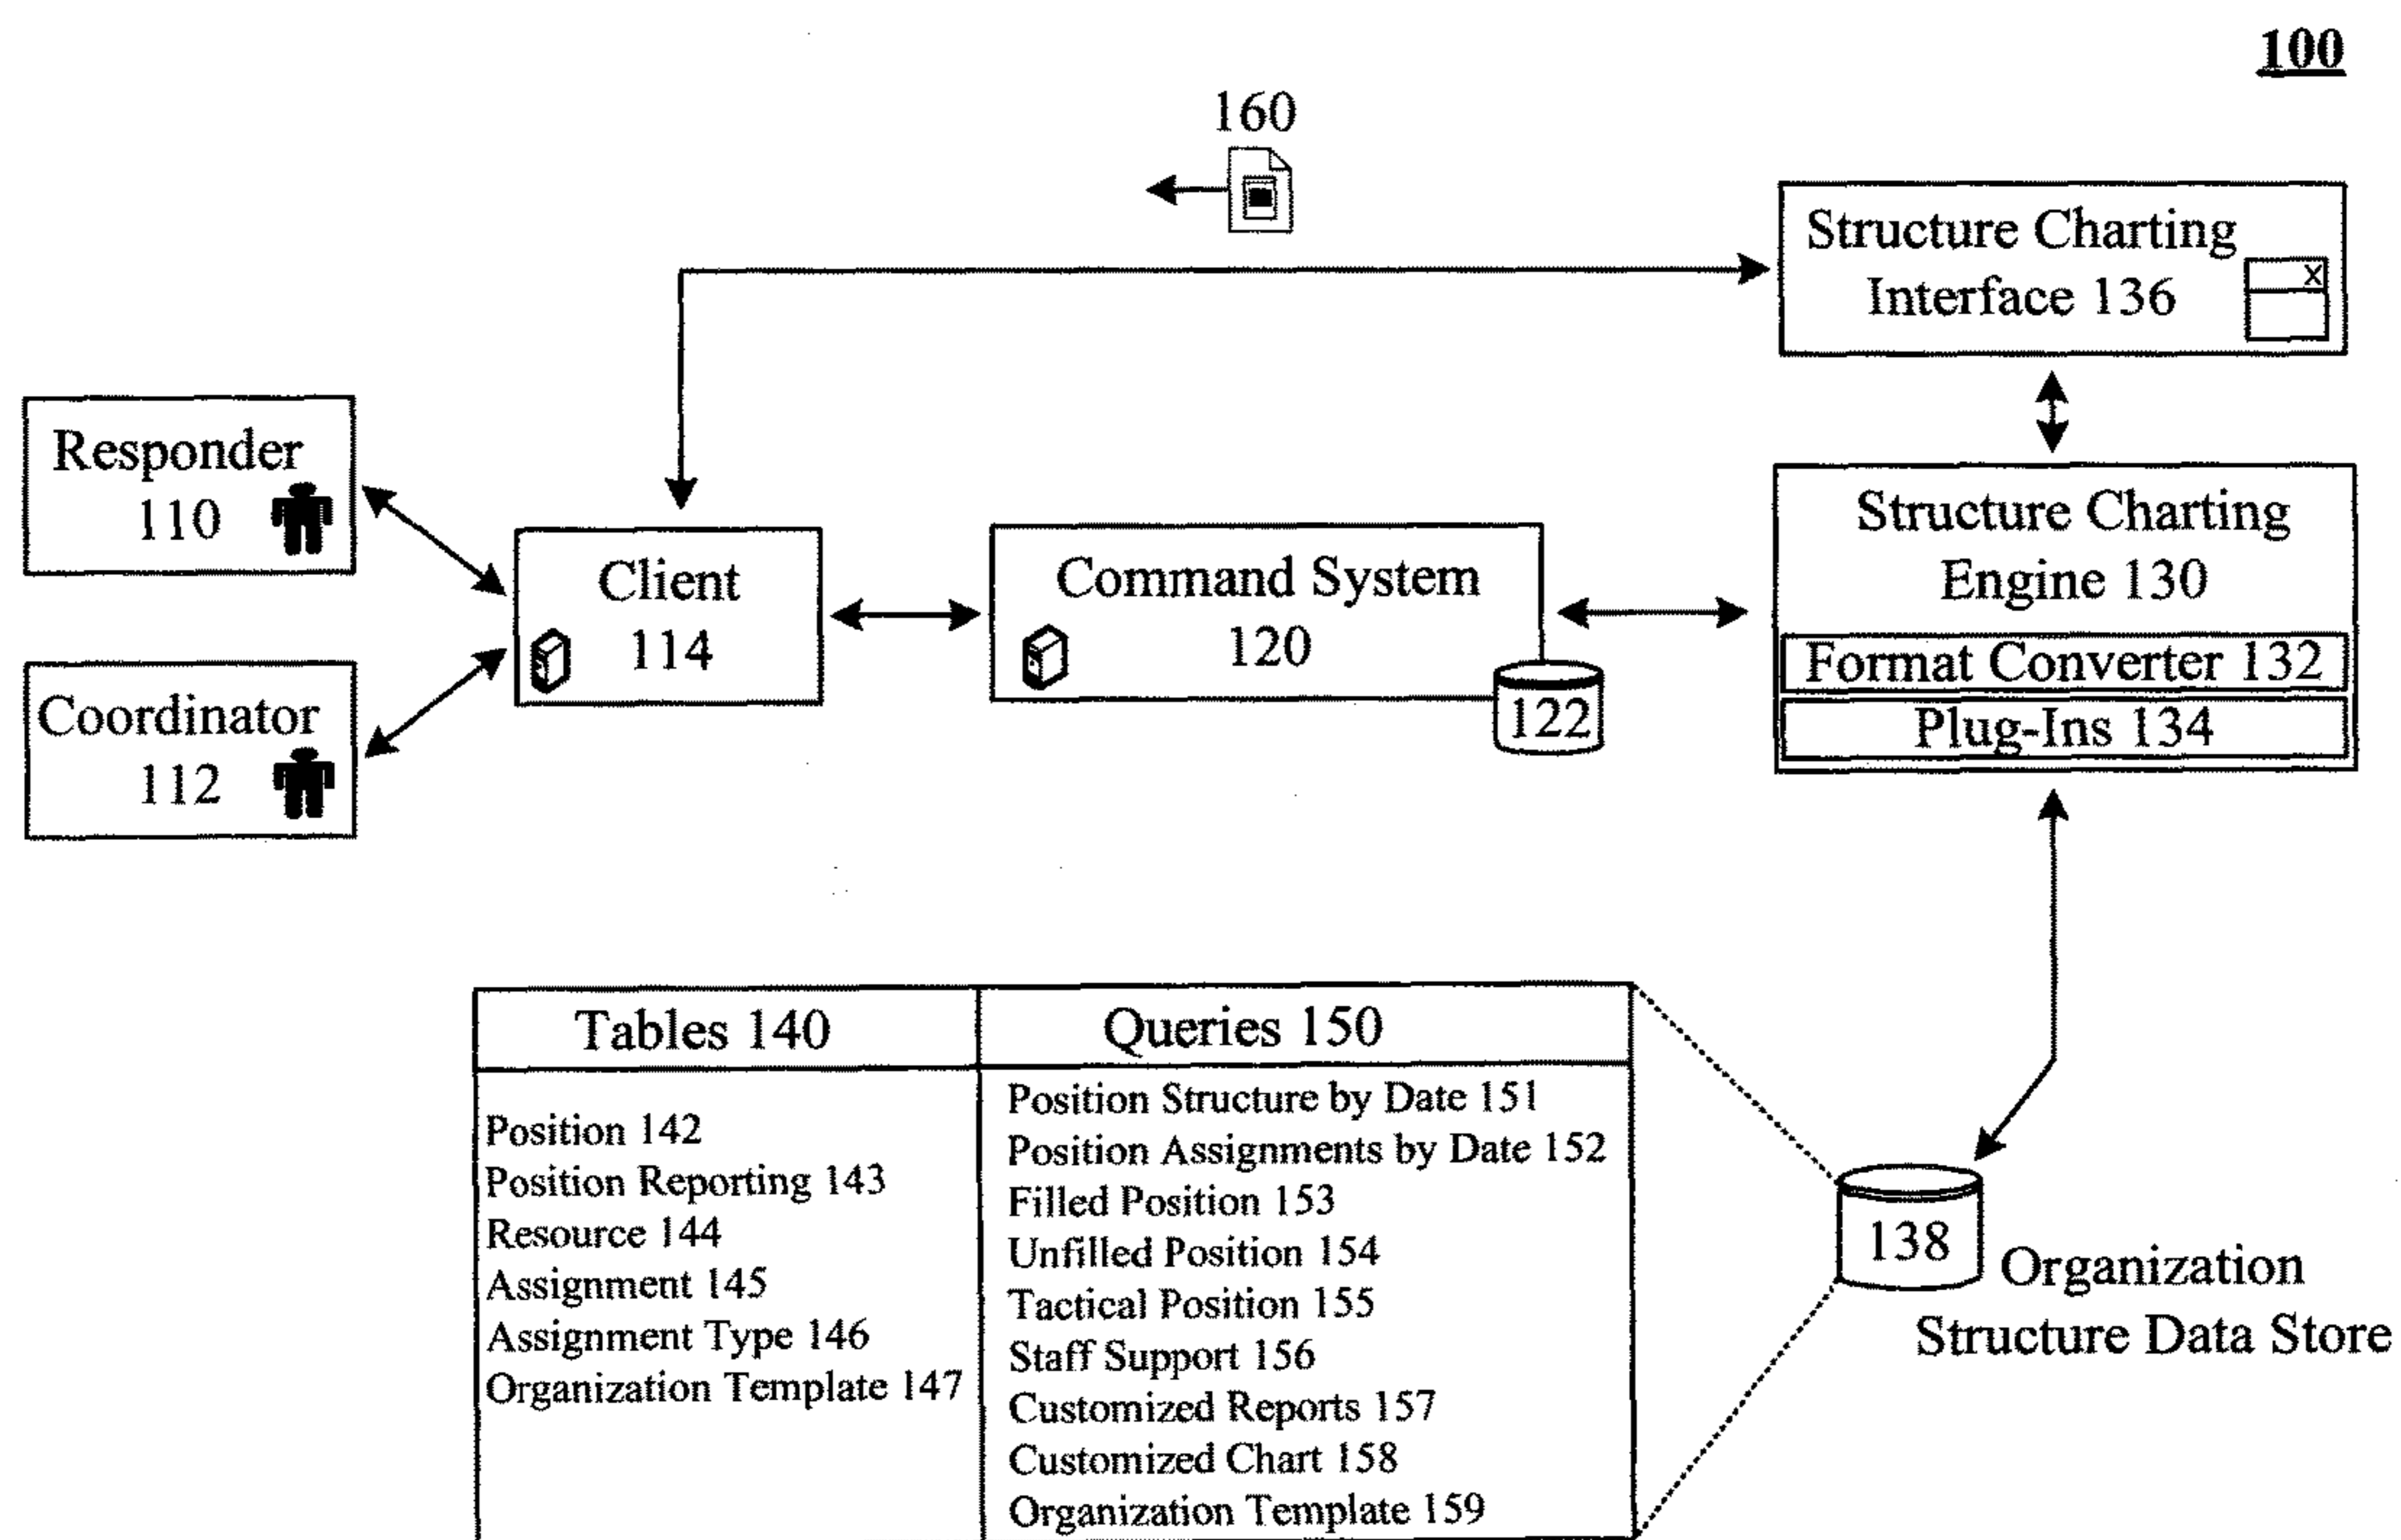 100
160
Structure Charting
Interface 136
X
Responder
110
Coordinator
112
Client
114
Command System
120
122
Structure Charting
Engine 130
Format Converter 132
Plug-Ins 134
Tables 140
Position 142
Position Reporting 143
Resource 144
Assignment 145
Assignment Type 146
Organization Template 147
Queries 150
Position Structure by Date 151
Position Assignments by Date 152
Filled Position 153
Unfilled Position 154
Tactical Position 155
Staff Support 156
Customized Reports 157
Customized Chart 158
Organization Template 159
138
Organization
Structure Data Store